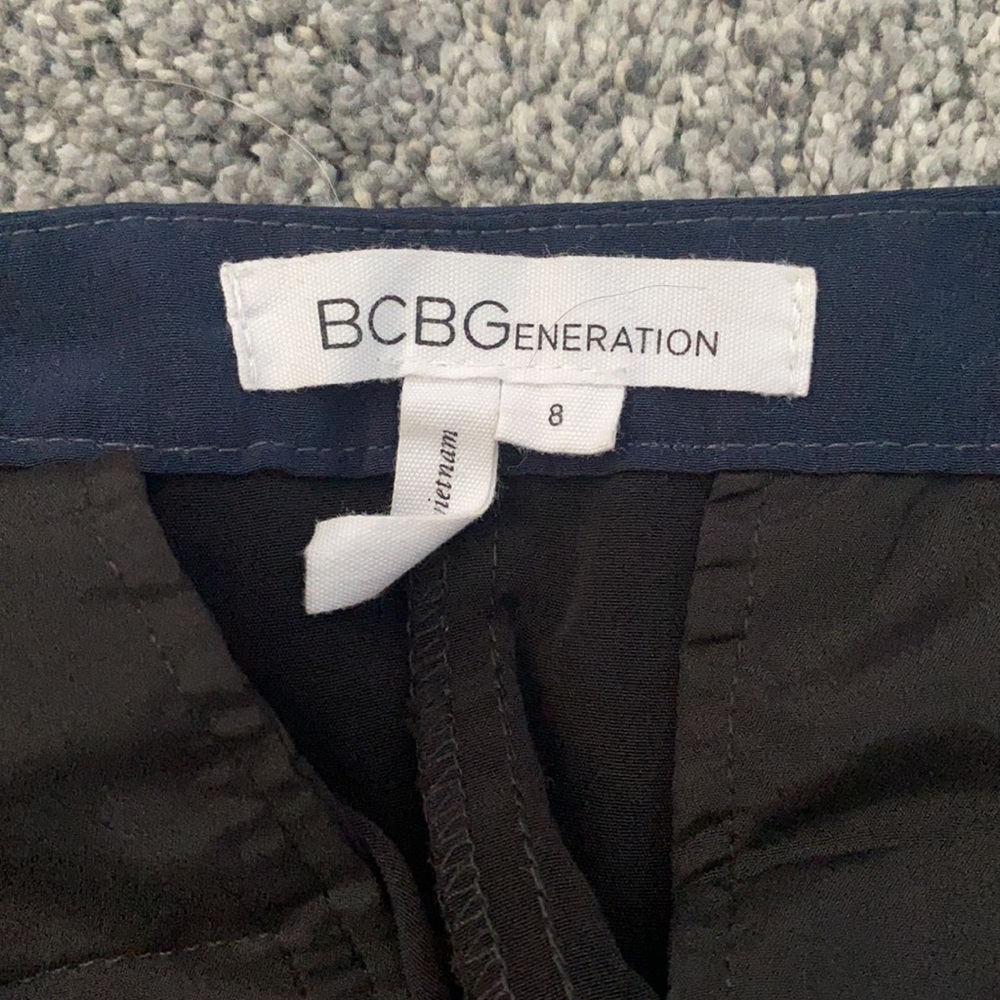 BCBGENERATION
8
vietnam